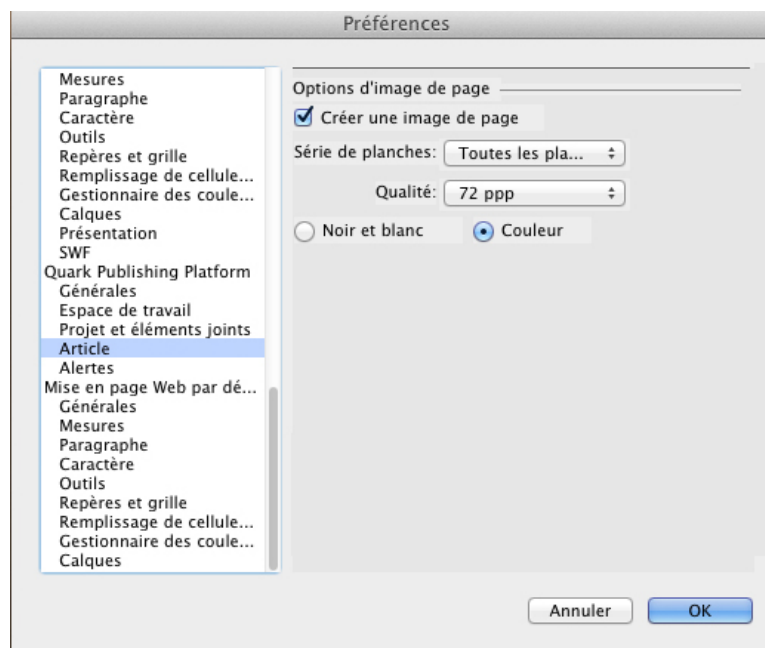 Préférences
Mesures
Paragraphe
Caractère
Outils
Repères et grille
Remplissage de cellule...
Gestionnaire des coule...
Calques
Présentation
SWF
Quark Publishing Platform
Générales
Espace de travail
Projet et éléments joints
Article
Alertes
Mise en page Web par dé...
Générales
Mesures
Paragraphe
Caractère
Outils
Repères et grille
Remplissage de cellule...
Gestionnaire des coule...
Calques
Options d'image de page
Créer une image de page
Série de planches: Toutes les pla...
Qualité: 72 ppp
Noir et blanc Couleur
Annuler OK